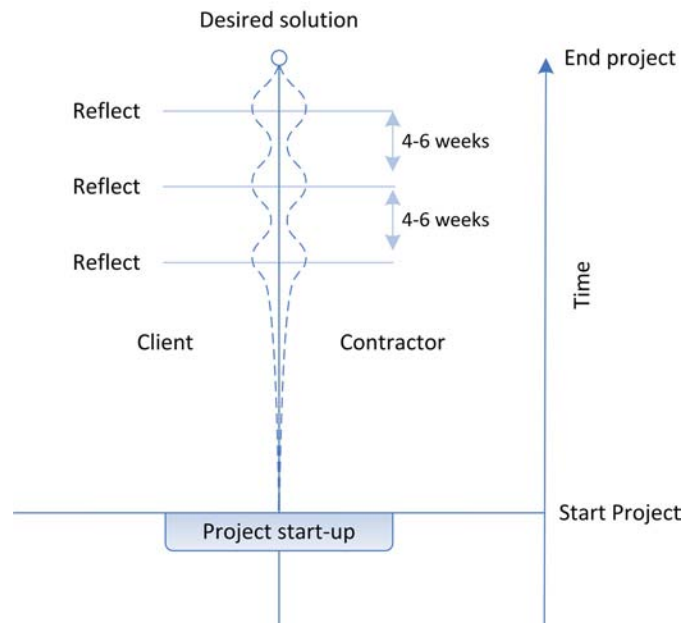 Desired solution
End project
Reflect
4-6 weeks
Reflect
4-6 weeks
Reflect
Time
Client
Contractor
Start Project
Project start-up